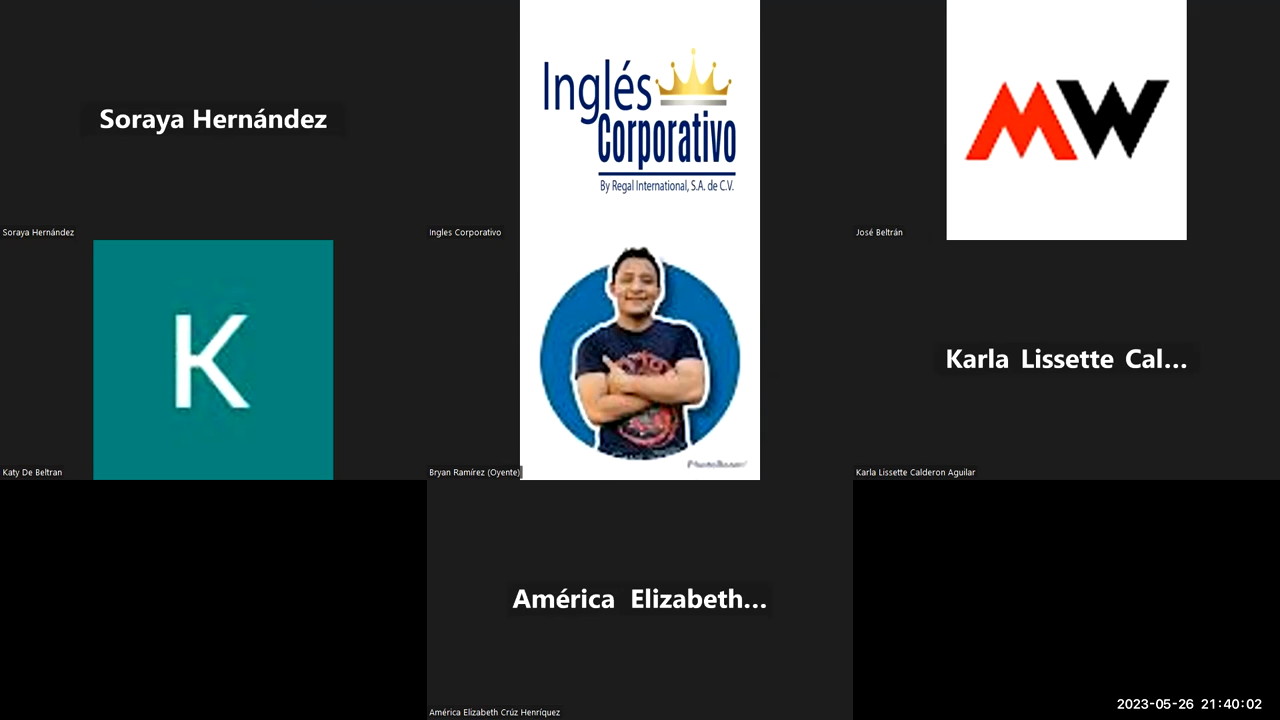 Soraya Hernández
Soraya Hernández
Inglés
Corporativo
By Regal International, S.A. de C.V.
Ingles Corporativo
MW
José Beltrán
K
Katy De Beltran
Bryan Ramírez (Oyente)
Karla Lissette Cal...
Karla Lissette Calderon Aguilar
América Elizabeth...
América Elizabeth Crúz Henríquez
2023-05-26 21:40:02